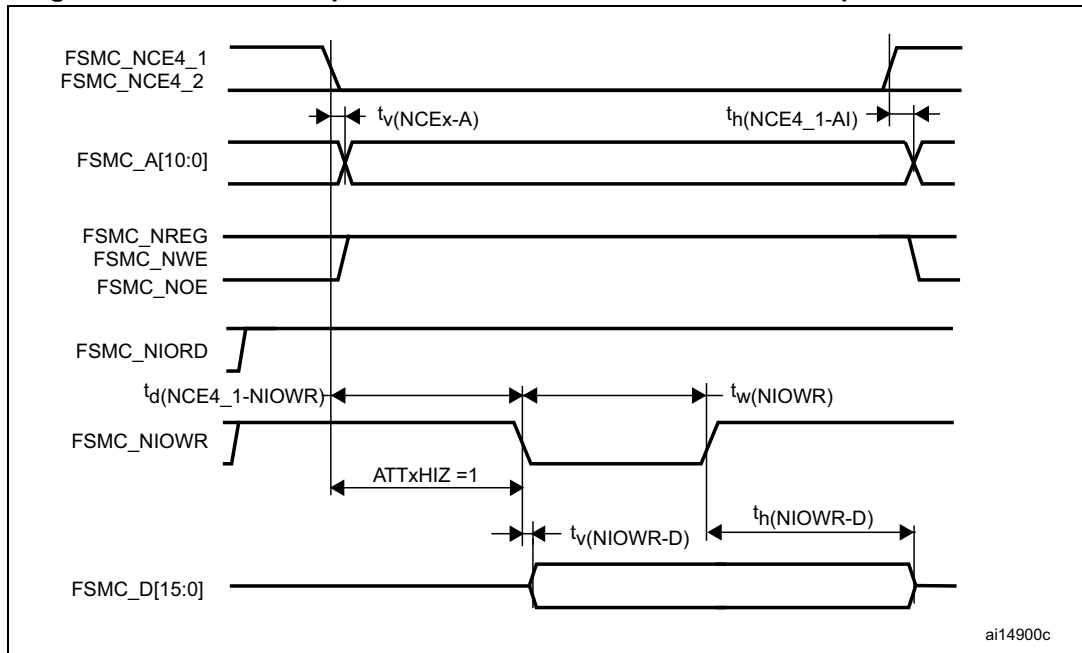 FSMC_NCE4_1
FSMC_NCE4_2
tv(NCEx-A)
th(NCE4_1-AI)
FSMC_A[10:0]
FSMC_NREG
FSMC_NWE
FSMC_NOE
FSMC_NIORD
td(NCE4_1-NIOWR)
tw(NIOWR)
FSMC_NIOWR
ATTxHIZ =1
th(NIOWR-D)
tv(NIOWR-D)
FSMC_D[15:0]
ai14900c